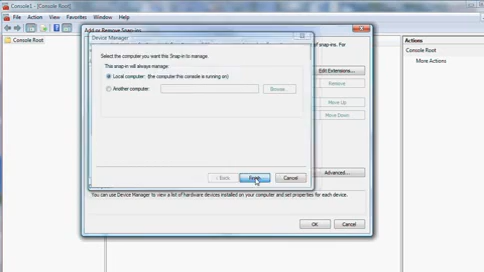 Console1 - [Console Root]
File Action View Favorites Window Help
Console Root
Add or Remove Snap-ins
of snap-ins. For
Device Manager
Select the computer you want this Snap-in to manage.
This snap-in will always manage:
Local computer: (the computer this console is running on)
Another computer:
Browse...
< Back
Finish
Cancel
Edit Extensions...
Remove
Move Up
Move Down
Advanced...
You can use Device Manager to view a list of hardware devices installed on your computer and set properties for each device.
OK
Cancel
Actions
Console Root
More Actions